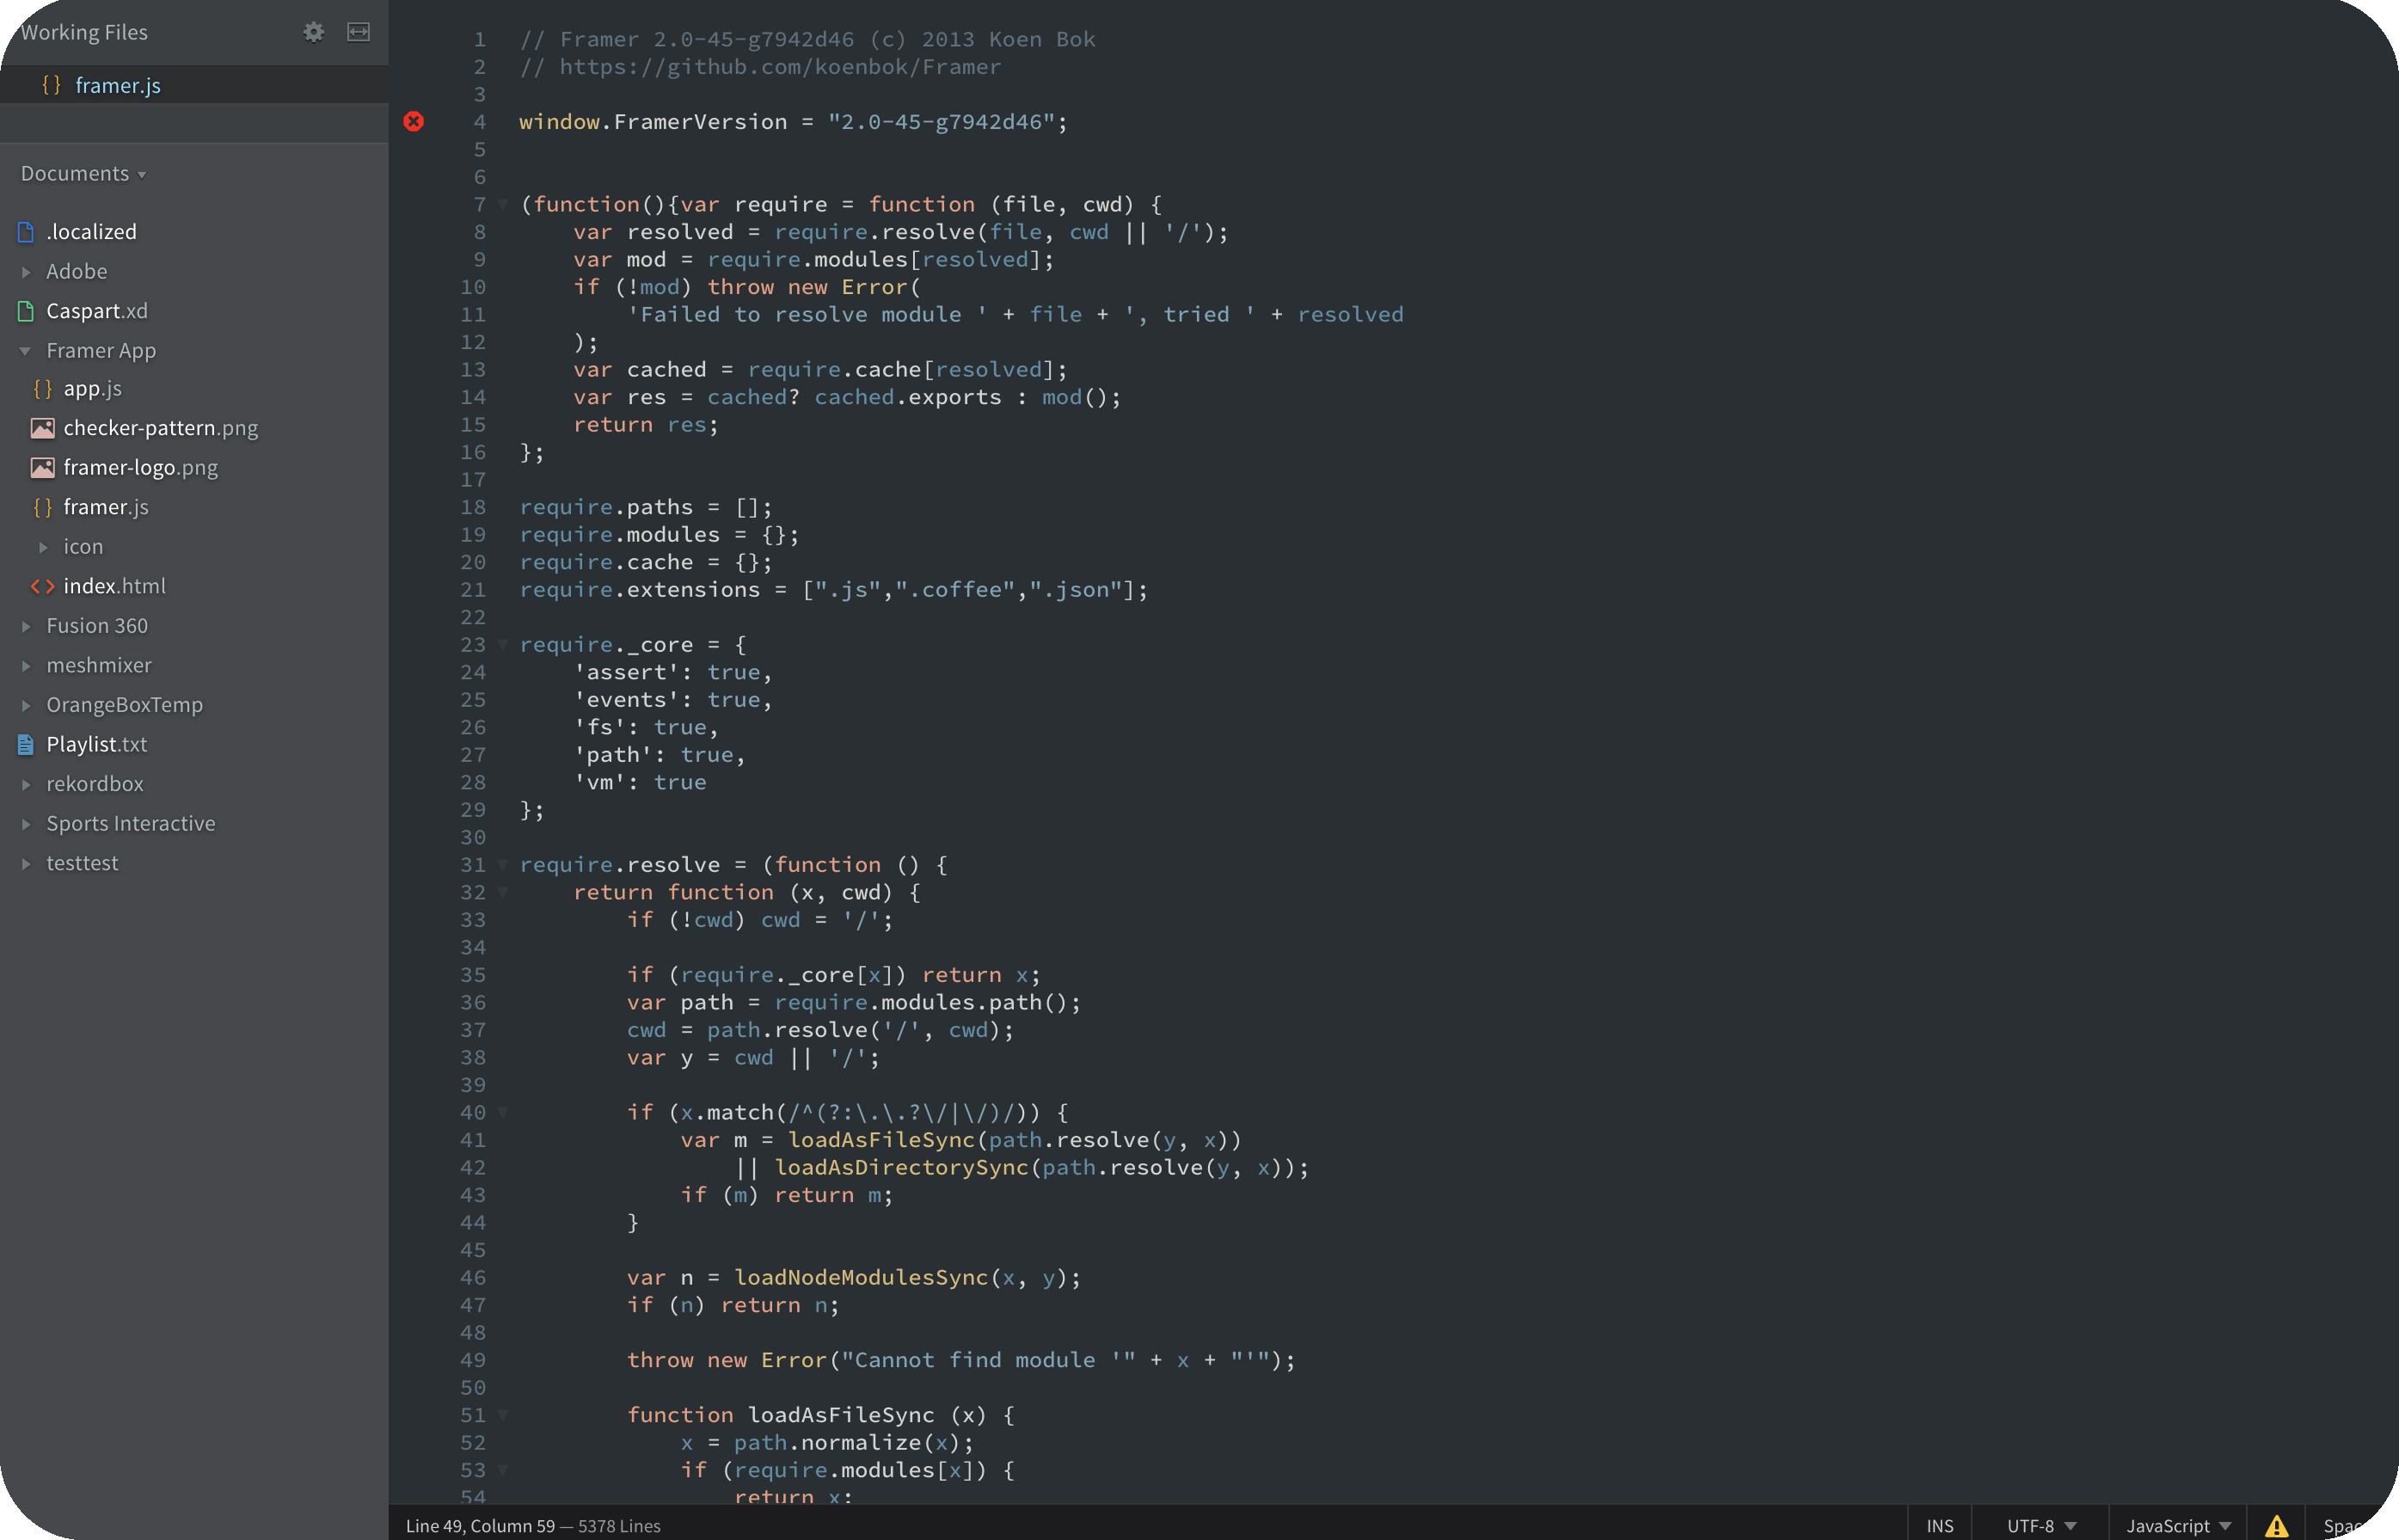 Working Files
framer.js
Documents
.localized
Adobe
Caspart.xd
Framer App
app.js
checker-pattern.png
framer-logo.png
framer.js
icon
index.html
Fusion 360
meshmixer
OrangeBoxTemp
Playlist.txt
rekordbox
Sports Interactive
testtest
1 // Framer 2.0-45-g7942d46 (c) 2013 Koen Bok
2 // https://github.com/koenbok/Framer
3
4 window.FramerVersion = "2.0-45-g7942d46";
5
6
7 (function(){var require = function (file, cwd) {
8     var resolved = require.resolve(file, cwd || '/');
9     var mod = require.modules[resolved];
10     if (!mod) throw new Error(
11         'Failed to resolve module ' + file + ', tried ' + resolved
12     );
13     var cached = require.cache[resolved];
14     var res = cached? cached.exports : mod();
15     return res;
16 };
17
18 require.paths = [];
19 require.modules = {};
20 require.cache = {};
21 require.extensions = [".js",".coffee",".json"];
22
23 require._core = {
24     'assert': true,
25     'events': true,
26     'fs': true,
27     'path': true,
28     'vm': true
29 };
30
31 require.resolve = (function () {
32     return function (x, cwd) {
33         if (!cwd) cwd = '/';
34
35         if (require._core[x]) return x;
36         var path = require.modules.path();
37         cwd = path.resolve('/', cwd);
38         var y = cwd || '/';
39
40         if (x.match(/^(?:\.\.?\/|\/)/)) {
41             var m = loadAsFileSync(path.resolve(y, x))
42                 || loadAsDirectorySync(path.resolve(y, x));
43             if (m) return m;
44         }
45
46         var n = loadNodeModulesSync(x, y);
47         if (n) return n;
48
49         throw new Error("Cannot find module '" + x + "'");
50
51         function loadAsFileSync (x) {
52             x = path.normalize(x);
53             if (require.modules[x]) {
54                 return x;
Line 49, Column 59 — 5378 Lines
INS
UTF-8
JavaScript